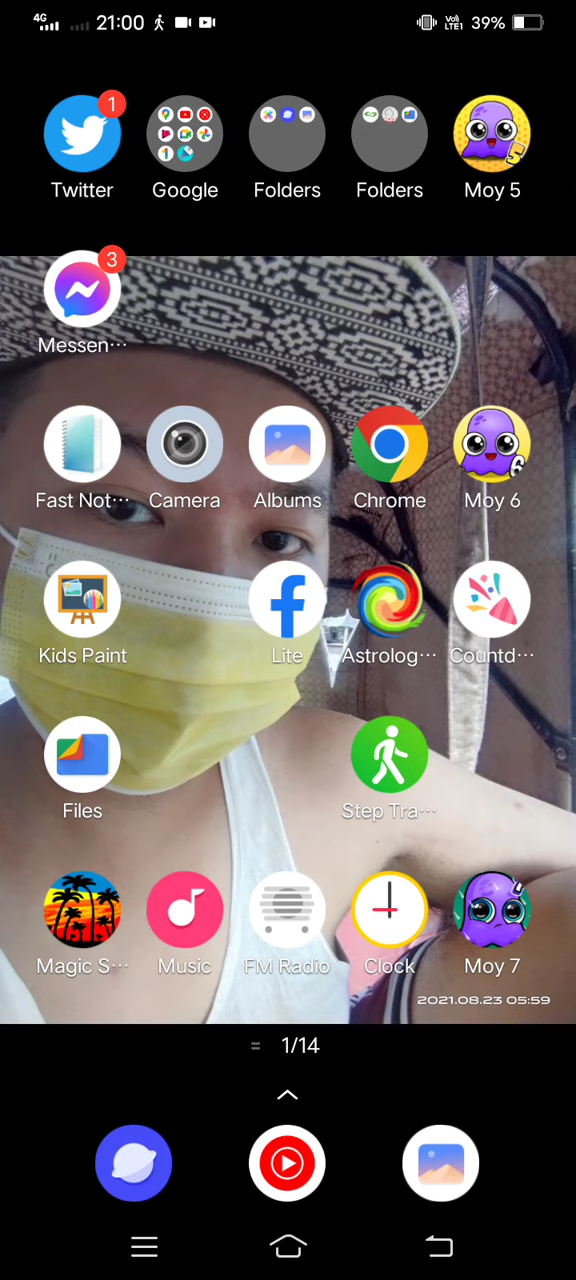 4G 21:00 VoLTE1 39%
1
Twitter Google Folders Folders Moy 5
3
Messen···
Fast Not··· Camera Albums Chrome Moy 6
Kids Paint Lite Astrolog··· Countd···
Files Step Tra···
Magic S··· Music FM Radio Clock Moy 7
2021.08.23 05:59
1/14